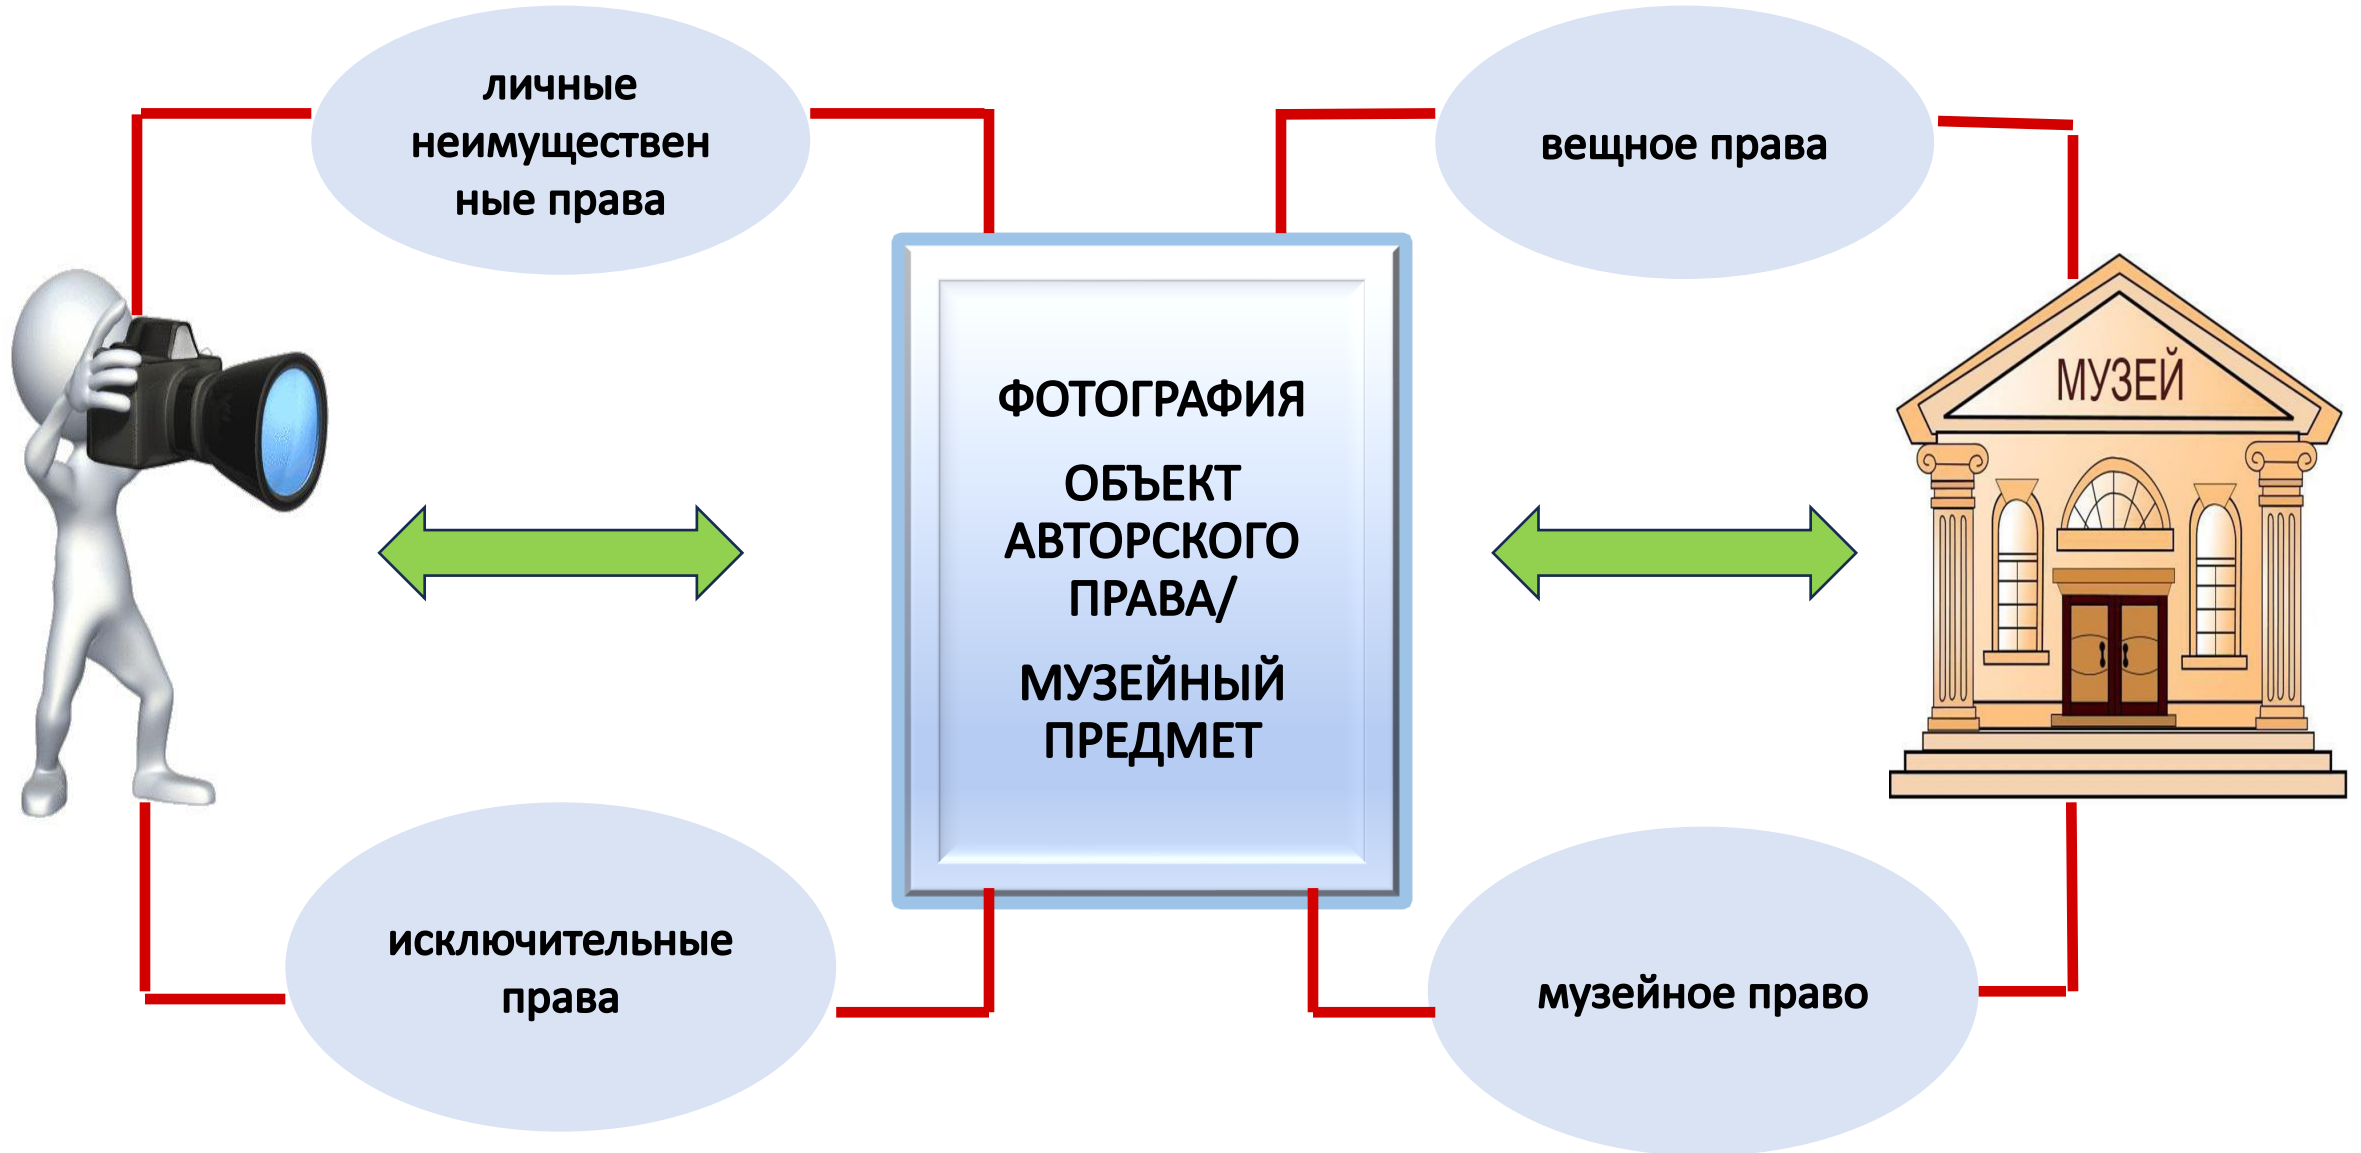 личные
неимуществен
ные права
вещное права
ФОТОГРАФИЯ
ОБЪЕКТ
АВТОРСКОГО
ПРАВА/
МУЗЕЙНЫЙ
ПРЕДМЕТ
МУЗЕЙ
исключительные
права
музейное право